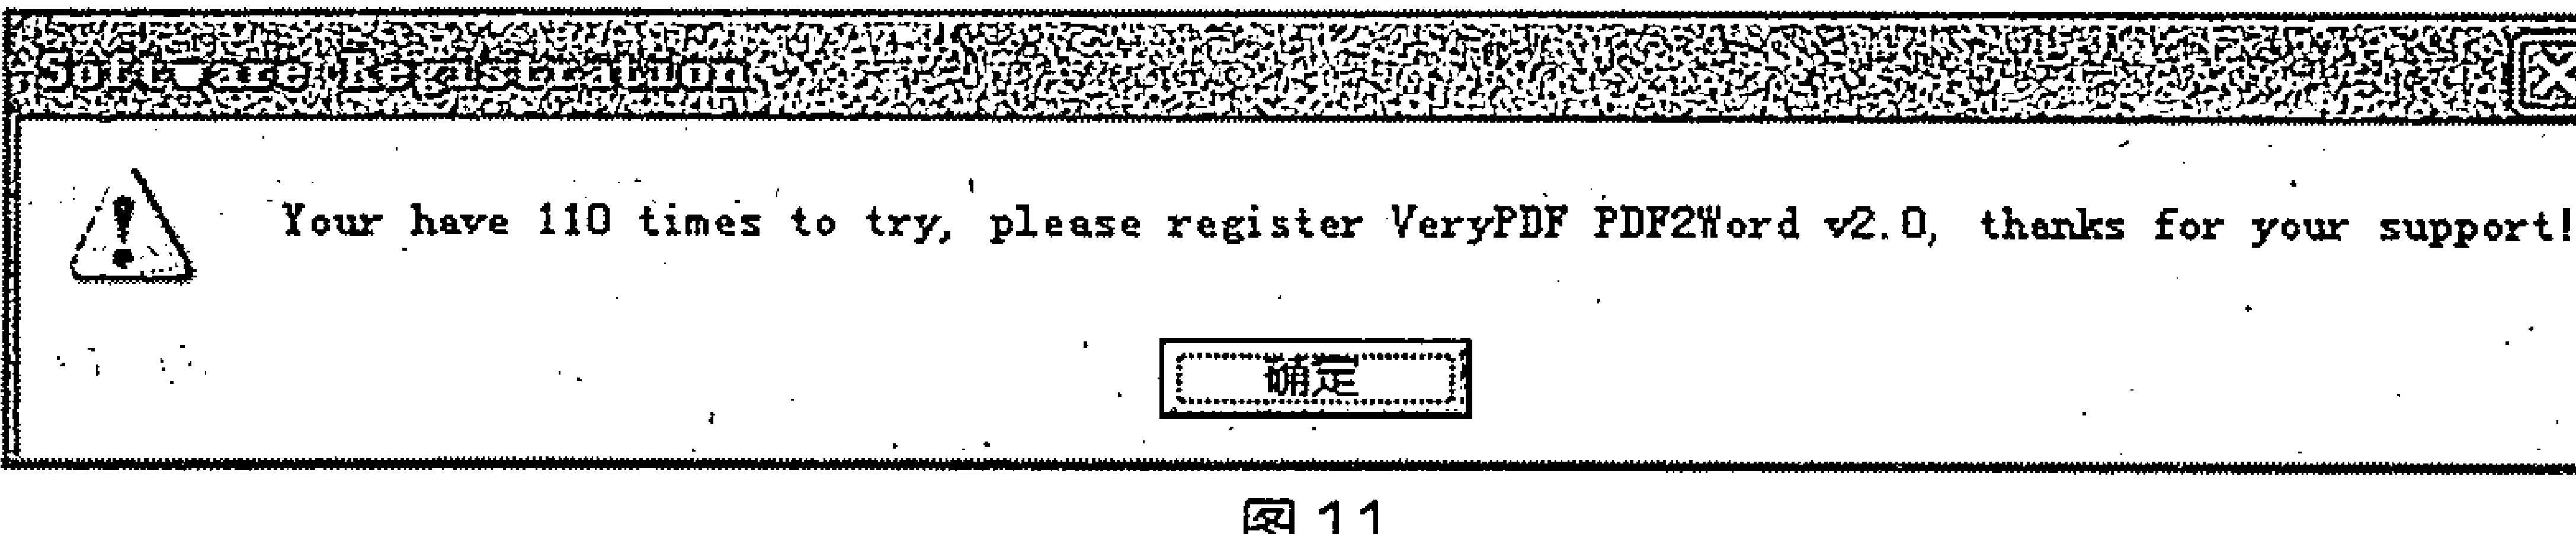 Software Registration
Your have 110 times to try, please register VeryPDF PDF2Word v2.0, thanks for your support!
确定
图 11